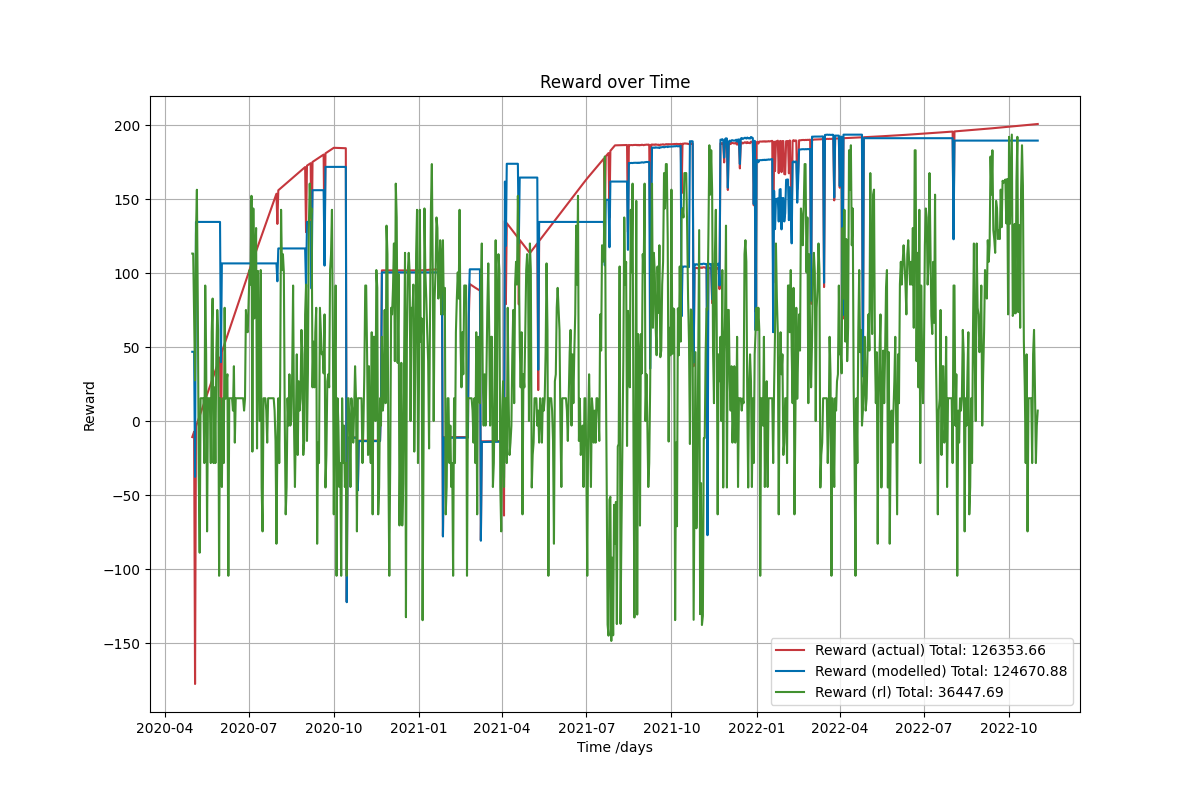 Reward over Time
Reward
200
150
100
50
0
−50
−100
−150
2020-04 2020-07 2020-10 2021-01 2021-04 2021-07 2021-10 2022-01 2022-04 2022-07 2022-10
Time /days
Reward (actual) Total: 126353.66
Reward (modelled) Total: 124670.88
Reward (rl) Total: 36447.69